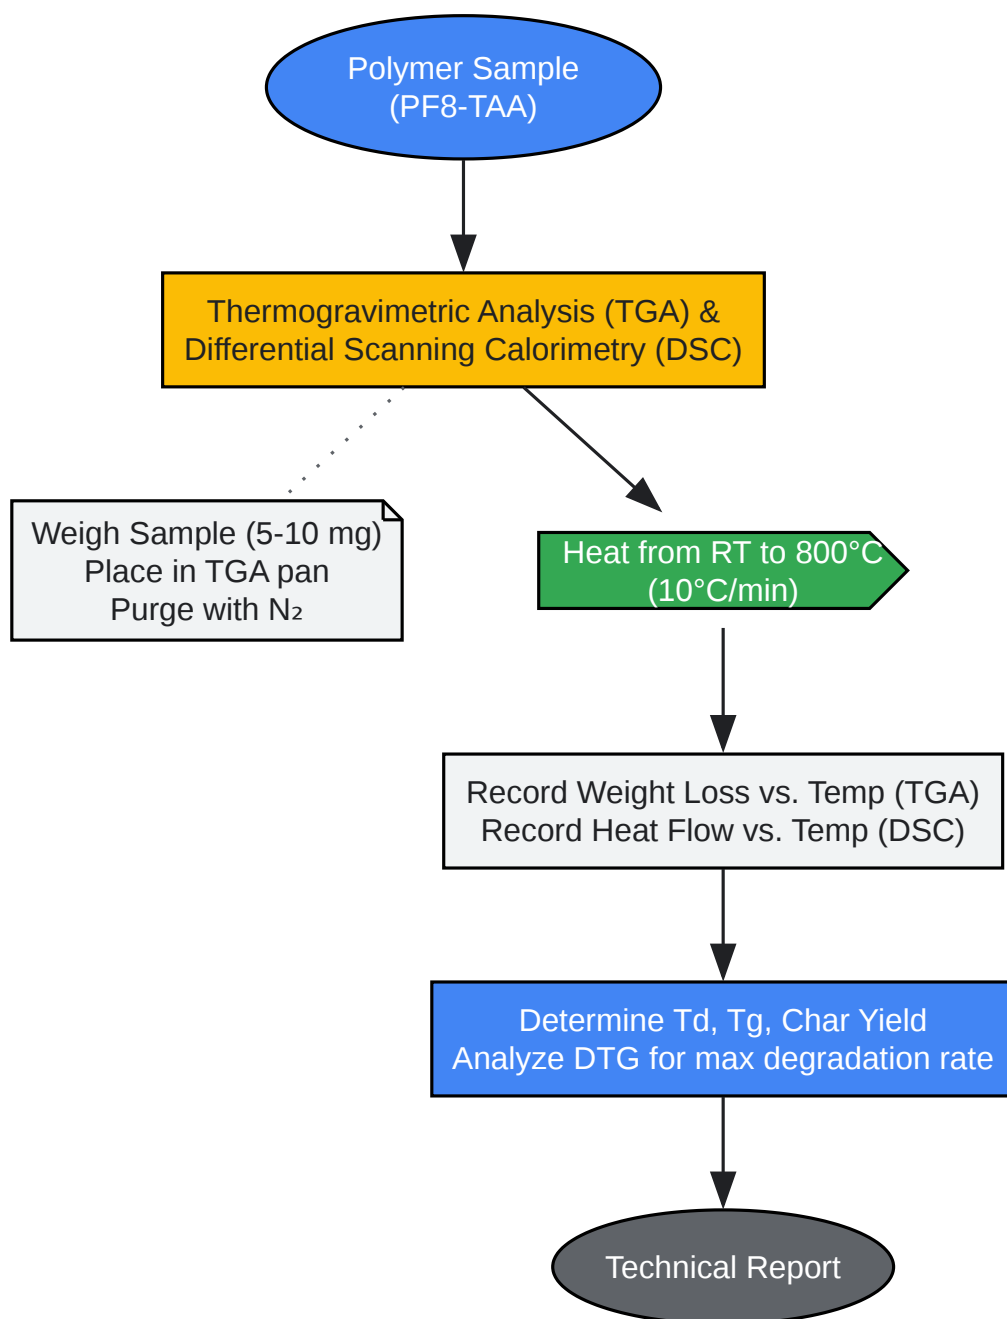 Polymer Sample
(PF8-TAA)
Thermogravimetric Analysis (TGA) &
Differential Scanning Calorimetry (DSC)
Weigh Sample (5-10 mg)
Place in TGA pan
Purge with N₂
Heat from RT to 800°C
(10°C/min)
Record Weight Loss vs. Temp (TGA)
Record Heat Flow vs. Temp (DSC)
Determine Td, Tg, Char Yield
Analyze DTG for max degradation rate
Technical Report